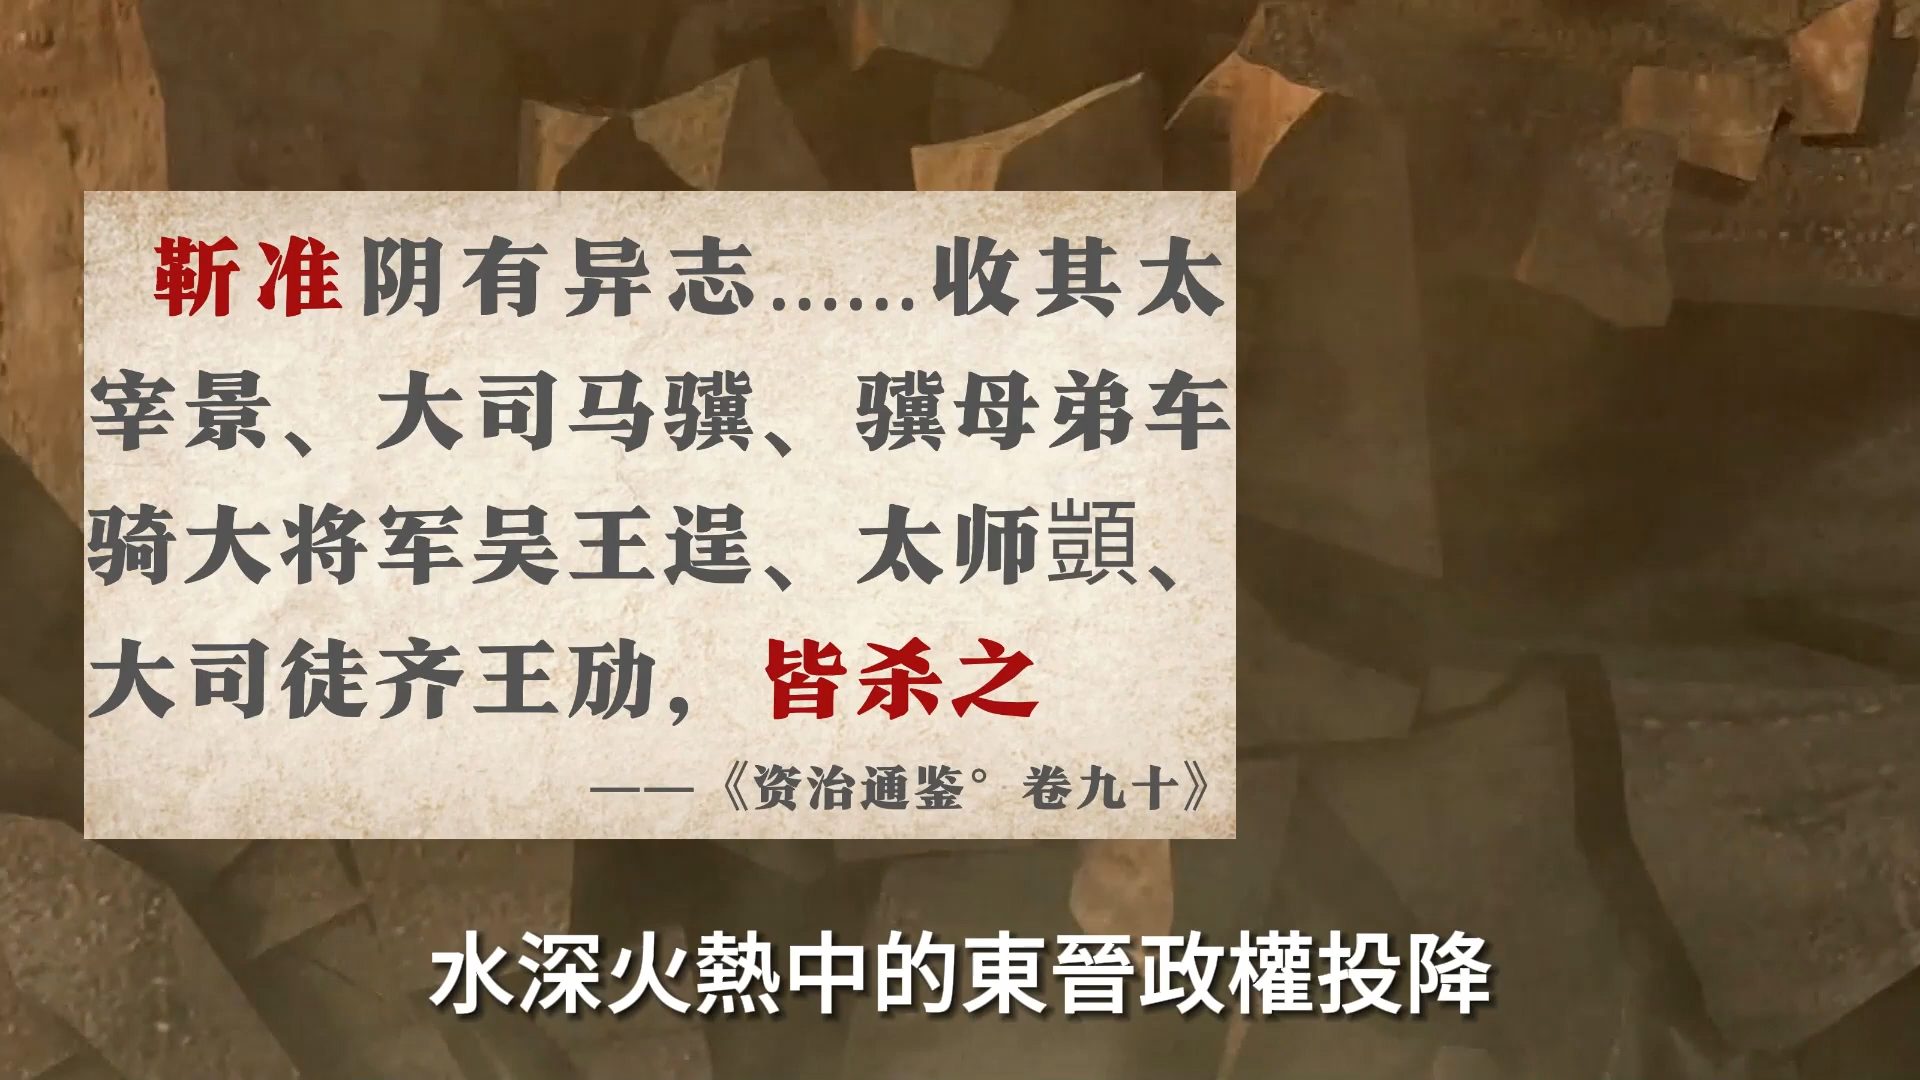 靳准阴有异志……收其太
宰景、大司马骥、骥母弟车
骑大将军吴王逞、太师顗、
大司徒齐王劢，皆杀之
——《资治通鉴°卷九十》
水深火熱中的東晉政權投降